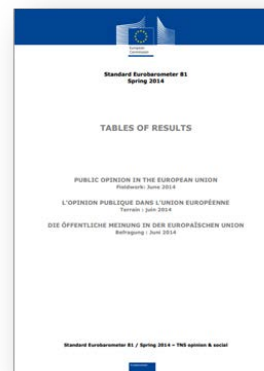 European
Commission
Standard Eurobarometer 81
Spring 2014
TABLES OF RESULTS
PUBLIC OPINION IN THE EUROPEAN UNION
Fieldwork: June 2014
L'OPINION PUBLIQUE DANS L'UNION EUROPÉENNE
Terrain : juin 2014
DIE ÖFFENTLICHE MEINUNG IN DER EUROPÄISCHEN UNION
Befragung : Juni 2014
Standard Eurobarometer 81 / Spring 2014 – TNS opinion & social